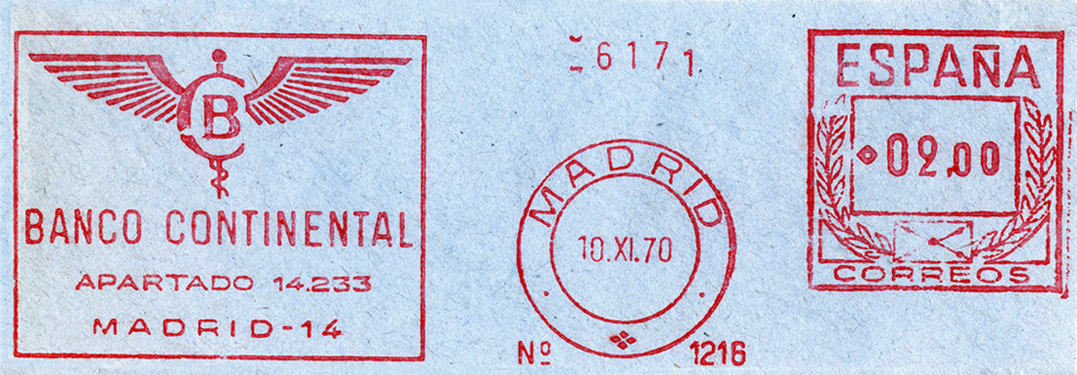 B
BANCO CONTINENTAL
APARTADO 14.233
MADRID-14
6171
MADRID
10.XI.70
Nº 1216
ESPAÑA
02,00
CORREOS